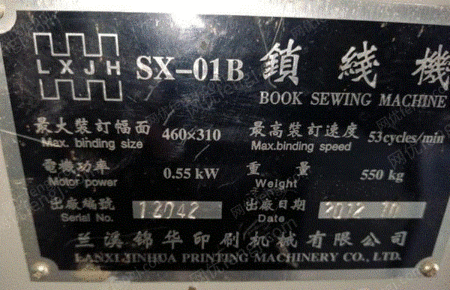 LXJH SX-01B 鎖綫機
BOOK SEWING MACHINE
最大裝訂幅面 460×310 最高裝訂速度 53cycles/min
Max. binding size Max.binding speed
電機功率 0.55 kW 重量 550 kg
Motor power Weight
出廠編號 12042 出廠日期 2012 10
Serial No. Date
兰溪錦华印刷机械有限公司
LANXIJINHUA PRINTING MACHINERY CO., LTD.